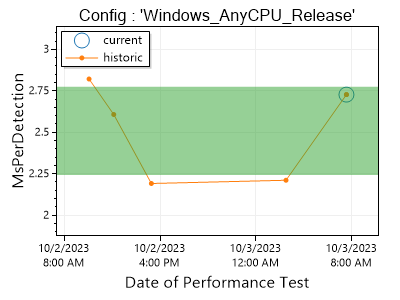 Config : 'Windows_AnyCPU_Release'
current
historic
MsPerDetection
3
2.75
2.5
2.25
2
10/2/2023 10/2/2023 10/3/2023 10/3/2023
8:00 AM 4:00 PM 12:00 AM 8:00 AM
Date of Performance Test